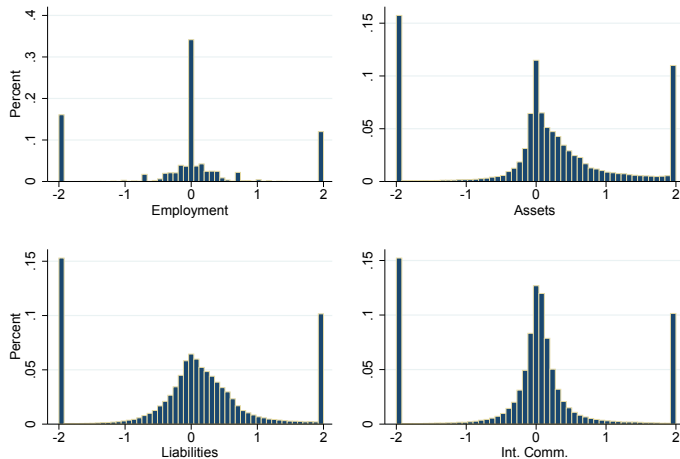 Percent
0 .1 .2 .3 .4
-2 -1 0 1 2
Employment
0 .05 .1 .15
-2 -1 0 1 2
Assets
Percent
0 .05 .1 .15
-2 -1 0 1 2
Liabilities
0 .05 .1 .15
-2 -1 0 1 2
Int. Comm.